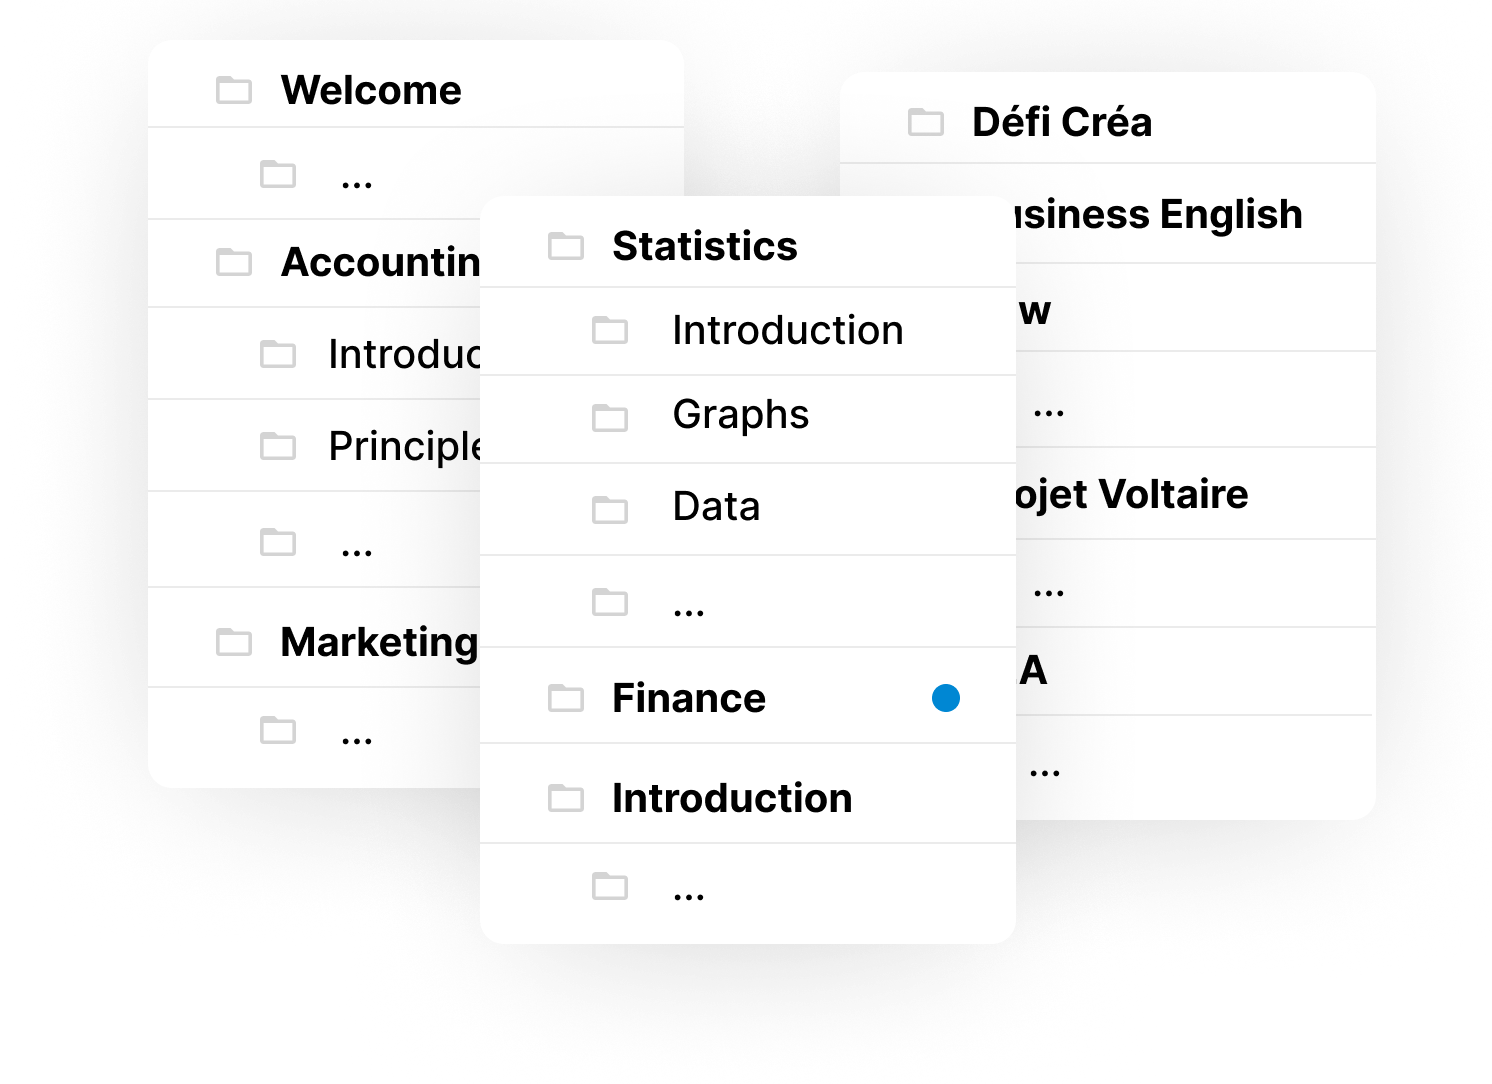 Welcome
...
Accountin
Introduc
Principle
...
Marketing
...
Statistics
Introduction
Graphs
Data
...
Finance
Introduction
...
Défi Créa
usiness English
w
...
ojet Voltaire
...
A
...